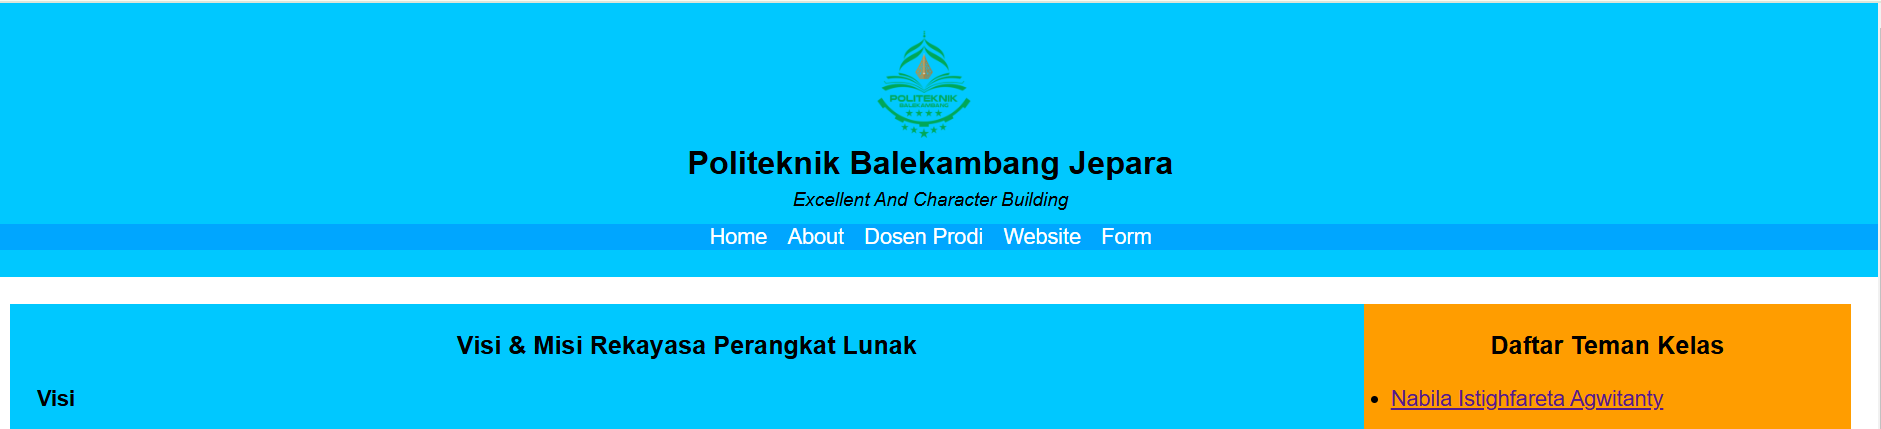 POLITEKNIK
BALEKAMBANG
Politeknik Balekambang Jepara
Excellent And Character Building
Home About Dosen Prodi Website Form
Visi & Misi Rekayasa Perangkat Lunak
Daftar Teman Kelas
Visi
Nabila Istighfareta Agwitanty